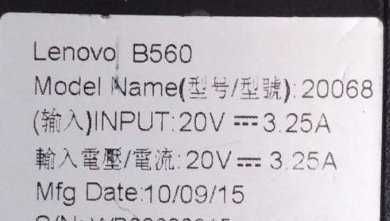 Lenovo B560
Model Name(型号/型號): 20068
(输入)INPUT: 20V ⎓ 3.25A
輸入電壓/電流: 20V ⎓ 3.25A
Mfg Date:10/09/15